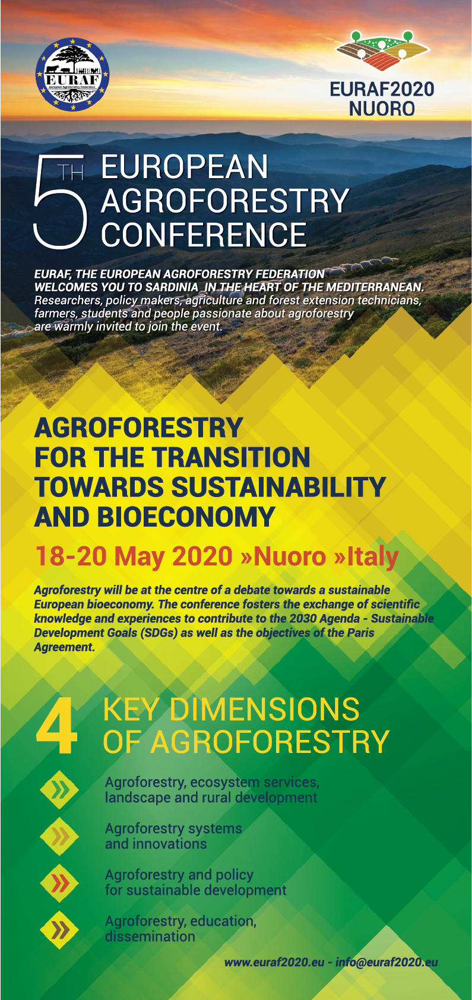 EURAF
European Agroforestry Federation
EURAF2020
NUORO
5TH
EUROPEAN
AGROFORESTRY
CONFERENCE
EURAF, THE EUROPEAN AGROFORESTRY FEDERATION
WELCOMES YOU TO SARDINIA IN THE HEART OF THE MEDITERRANEAN.
Researchers, policy makers, agriculture and forest extension technicians,
farmers, students and people passionate about agroforestry
are warmly invited to join the event.
AGROFORESTRY
FOR THE TRANSITION
TOWARDS SUSTAINABILITY
AND BIOECONOMY
18-20 May 2020 »Nuoro »Italy
Agroforestry will be at the centre of a debate towards a sustainable
European bioeconomy. The conference fosters the exchange of scientific
knowledge and experiences to contribute to the 2030 Agenda - Sustainable
Development Goals (SDGs) as well as the objectives of the Paris
Agreement.
4
KEY DIMENSIONS
OF AGROFORESTRY
Agroforestry, ecosystem services,
landscape and rural development
Agroforestry systems
and innovations
Agroforestry and policy
for sustainable development
Agroforestry, education,
dissemination
www.euraf2020.eu - info@euraf2020.eu